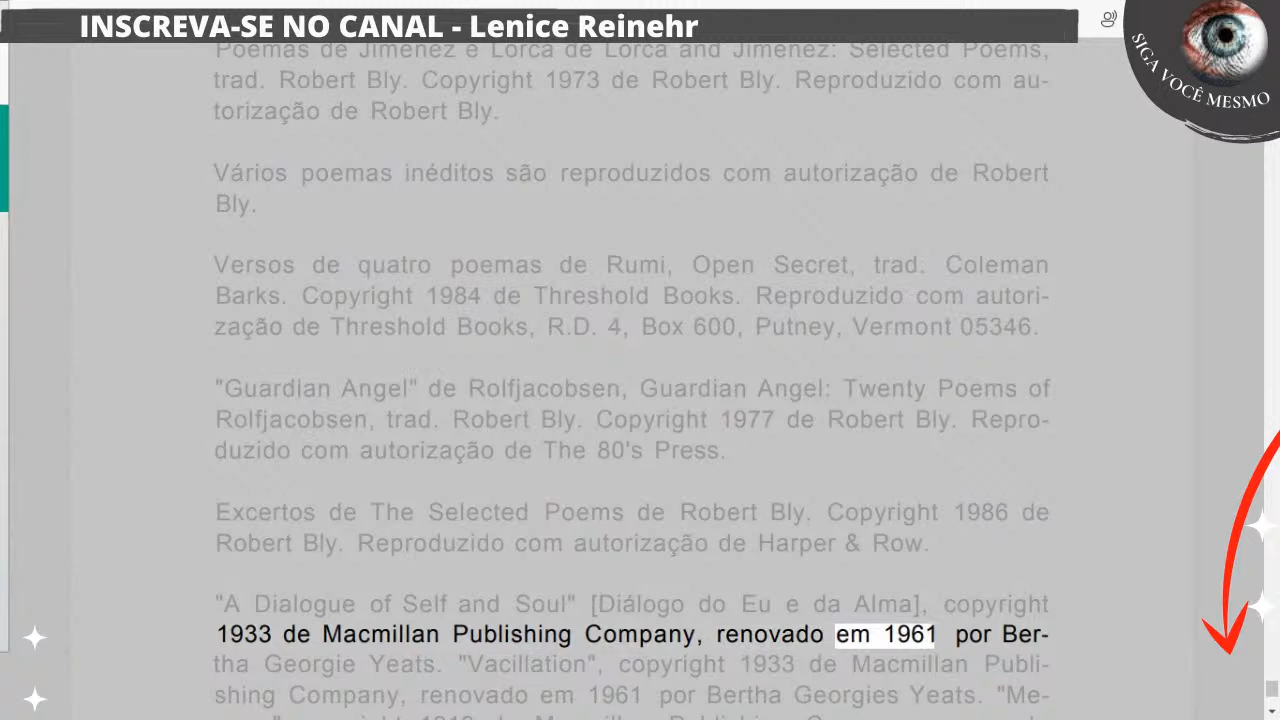 INSCREVA-SE NO CANAL - Lenice Reinehr
SIGA VOCÊ MESMO
Poemas de Jimenez e Lorca de Lorca and Jimenez: Selected Poems,
trad. Robert Bly. Copyright 1973 de Robert Bly. Reproduzido com au-
torização de Robert Bly.
Vários poemas inéditos são reproduzidos com autorização de Robert
Bly.
Versos de quatro poemas de Rumi, Open Secret, trad. Coleman
Barks. Copyright 1984 de Threshold Books. Reproduzido com autori-
zação de Threshold Books, R.D. 4, Box 600, Putney, Vermont 05346.
"Guardian Angel" de Rolfjacobsen, Guardian Angel: Twenty Poems of
Rolfjacobsen, trad. Robert Bly. Copyright 1977 de Robert Bly. Repro-
duzido com autorização de The 80's Press.
Excertos de The Selected Poems de Robert Bly. Copyright 1986 de
Robert Bly. Reproduzido com autorização de Harper & Row.
"A Dialogue of Self and Soul" [Diálogo do Eu e da Alma], copyright
1933 de Macmillan Publishing Company, renovado em 1961 por Ber-
tha Georgie Yeats. "Vacillation", copyright 1933 de Macmillan Publi-
shing Company, renovado em 1961 por Bertha Georgies Yeats. "Me-